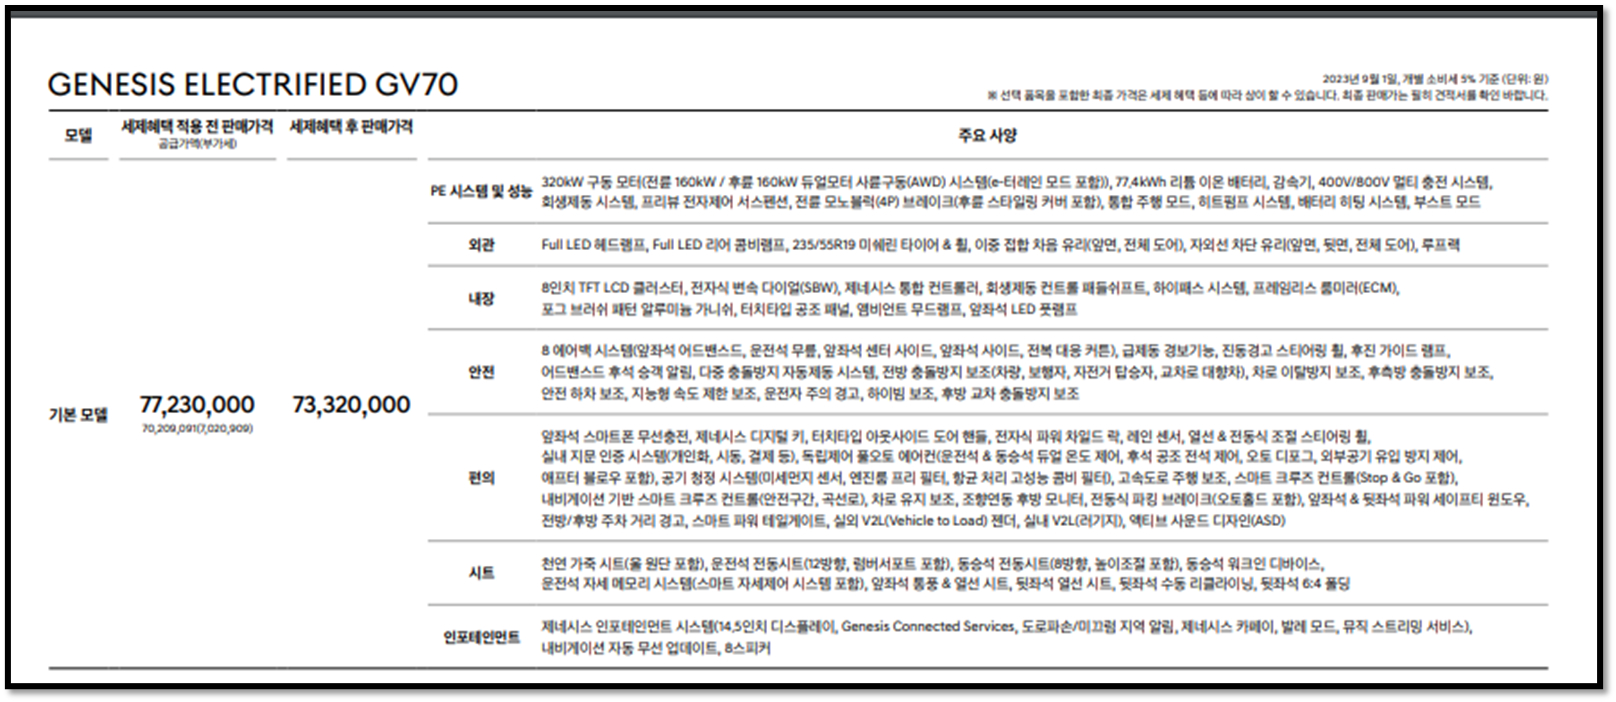 GENESIS ELECTRIFIED GV70
2023년 9월 1일, 개별 소비세 5% 기준 (단위: 원)
※ 선택 품목을 포함한 최종 가격은 세제 혜택 등에 따라 상이 할 수 있습니다. 최종 판매가는 필히 견적서를 확인 바랍니다.
모델
세제혜택 적용 전 판매가격
공급가액(부가세)
세제혜택 후 판매가격
주요 사양
기본 모델
77,230,000
70,209,091(7,020,909)
73,320,000
PE 시스템 및 성능
320kW 구동 모터(전륜 160kW / 후륜 160kW 듀얼모터 사륜구동(AWD) 시스템(e-터레인 모드 포함)), 77.4kWh 리튬 이온 배터리, 감속기, 400V/800V 멀티 충전 시스템,
회생제동 시스템, 프리뷰 전자제어 서스펜션, 전륜 모노블럭(4P) 브레이크(후륜 스타일링 커버 포함), 통합 주행 모드, 히트펌프 시스템, 배터리 히팅 시스템, 부스트 모드
외관
Full LED 헤드램프, Full LED 리어 콤비램프, 235/55R19 미쉐린 타이어 & 휠, 이중 접합 차음 유리(앞면, 전체 도어), 자외선 차단 유리(앞면, 뒷면, 전체 도어), 루프랙
내장
8인치 TFT LCD 클러스터, 전자식 변속 다이얼(SBW), 제네시스 통합 컨트롤러, 회생제동 컨트롤 패들쉬프트, 하이패스 시스템, 프레임리스 룸미러(ECM),
포그 브러쉬 패턴 알루미늄 가니쉬, 터치타입 공조 패널, 앰비언트 무드램프, 앞좌석 LED 풋램프
안전
8 에어백 시스템(앞좌석 어드밴스드, 운전석 무릎, 앞좌석 센터 사이드, 앞좌석 사이드, 전복 대응 커튼), 급제동 경보기능, 진동경고 스티어링 휠, 후진 가이드 램프,
어드밴스드 후석 승객 알림, 다중 충돌방지 자동제동 시스템, 전방 충돌방지 보조(차량, 보행자, 자전거 탑승자, 교차로 대향차), 차로 이탈방지 보조, 후측방 충돌방지 보조,
안전 하차 보조, 지능형 속도 제한 보조, 운전자 주의 경고, 하이빔 보조, 후방 교차 충돌방지 보조
편의
앞좌석 스마트폰 무선충전, 제네시스 디지털 키, 터치타입 아웃사이드 도어 핸들, 전자식 파워 차일드 락, 레인 센서, 열선 & 전동식 조절 스티어링 휠,
실내 지문 인증 시스템(개인화, 시동, 결제 등), 독립제어 풀오토 에어컨(운전석 & 동승석 듀얼 온도 제어, 후석 공조 전석 제어, 오토 디포그, 외부공기 유입 방지 제어,
애프터 블로우 포함), 공기 청정 시스템(미세먼지 센서, 엔진룸 프리 필터, 항균 처리 고성능 콤비 필터), 고속도로 주행 보조, 스마트 크루즈 컨트롤(Stop & Go 포함),
내비게이션 기반 스마트 크루즈 컨트롤(안전구간, 곡선로), 차로 유지 보조, 조향연동 후방 모니터, 전동식 파킹 브레이크(오토홀드 포함), 앞좌석 & 뒷좌석 파워 세이프티 윈도우,
전방/후방 주차 거리 경고, 스마트 파워 테일게이트, 실외 V2L(Vehicle to Load) 젠더, 실내 V2L(러기지), 액티브 사운드 디자인(ASD)
시트
천연 가죽 시트(울 원단 포함), 운전석 전동시트(12방향, 럼버서포트 포함), 동승석 전동시트(8방향, 높이조절 포함), 동승석 워크인 디바이스,
운전석 자세 메모리 시스템(스마트 자세제어 시스템 포함), 앞좌석 통풍 & 열선 시트, 뒷좌석 열선 시트, 뒷좌석 수동 리클라이닝, 뒷좌석 6:4 폴딩
인포테인먼트
제네시스 인포테인먼트 시스템(14.5인치 디스플레이, Genesis Connected Services, 도로파손/미끄럼 지역 알림, 제네시스 카페이, 발레 모드, 뮤직 스트리밍 서비스),
내비게이션 자동 무선 업데이트, 8스피커